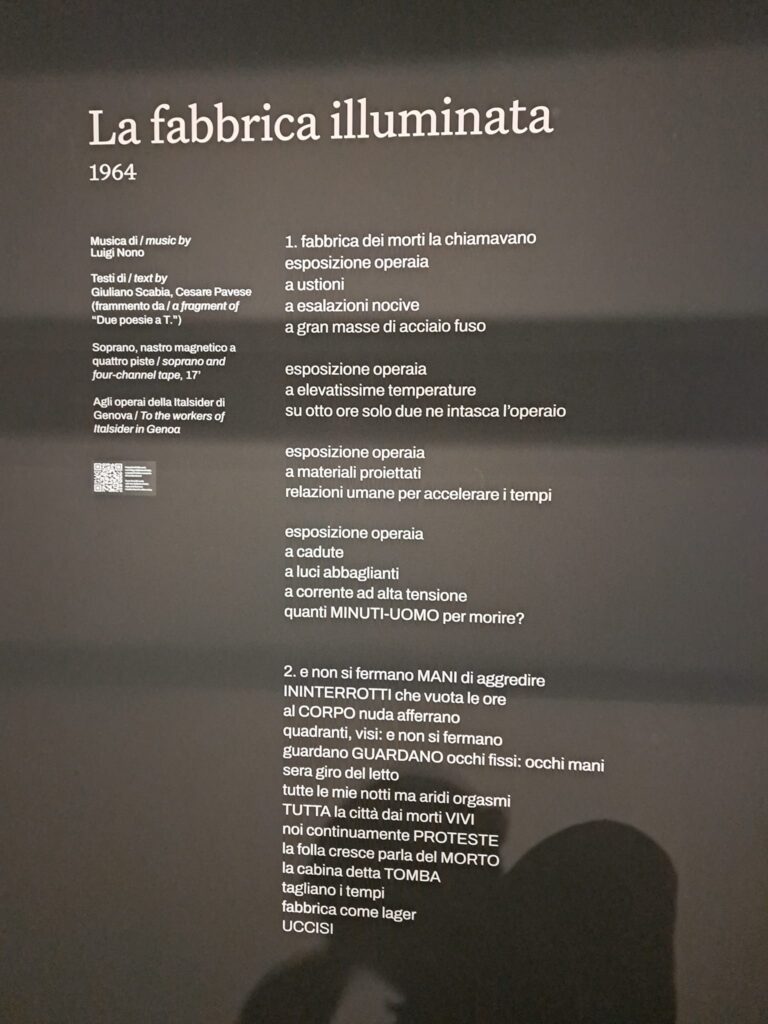 La fabbrica illuminata
1964
Musica di / music by
Luigi Nono
Testi di / text by
Giuliano Scabia, Cesare Pavese
(frammento da / a fragment of
“Due poesie a T.”)
Soprano, nastro magnetico a
quattro piste / soprano and
four-channel tape, 17’
Agli operai della Italsider di
Genova / To the workers of
Italsider in Genoa
1. fabbrica dei morti la chiamavano
esposizione operaia
a ustioni
a esalazioni nocive
a gran masse di acciaio fuso
esposizione operaia
a elevatissime temperature
su otto ore solo due ne intasca l’operaio
esposizione operaia
a materiali proiettati
relazioni umane per accelerare i tempi
esposizione operaia
a cadute
a luci abbaglianti
a corrente ad alta tensione
quanti MINUTI-UOMO per morire?
2. e non si fermano MANI di aggredire
ININTERROTTI che vuota le ore
al CORPO nuda afferrano
quadranti, visi: e non si fermano
guardano GUARDANO occhi fissi: occhi mani
sera giro del letto
tutte le mie notti ma aridi orgasmi
TUTTA la città dai morti VIVI
noi continuamente PROTESTE
la folla cresce parla del MORTO
la cabina detta TOMBA
tagliano i tempi
fabbrica come lager
UCCISI